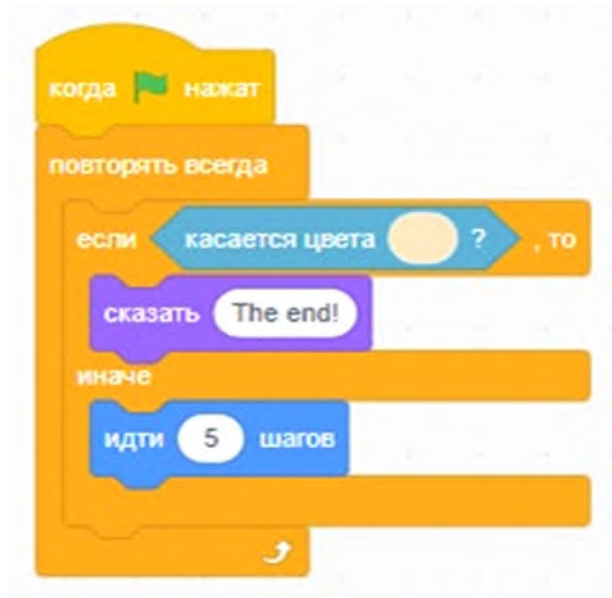 когда нажат
повторять всегда
если касается цвета ? , то
сказать The end!
иначе
идти 5 шагов